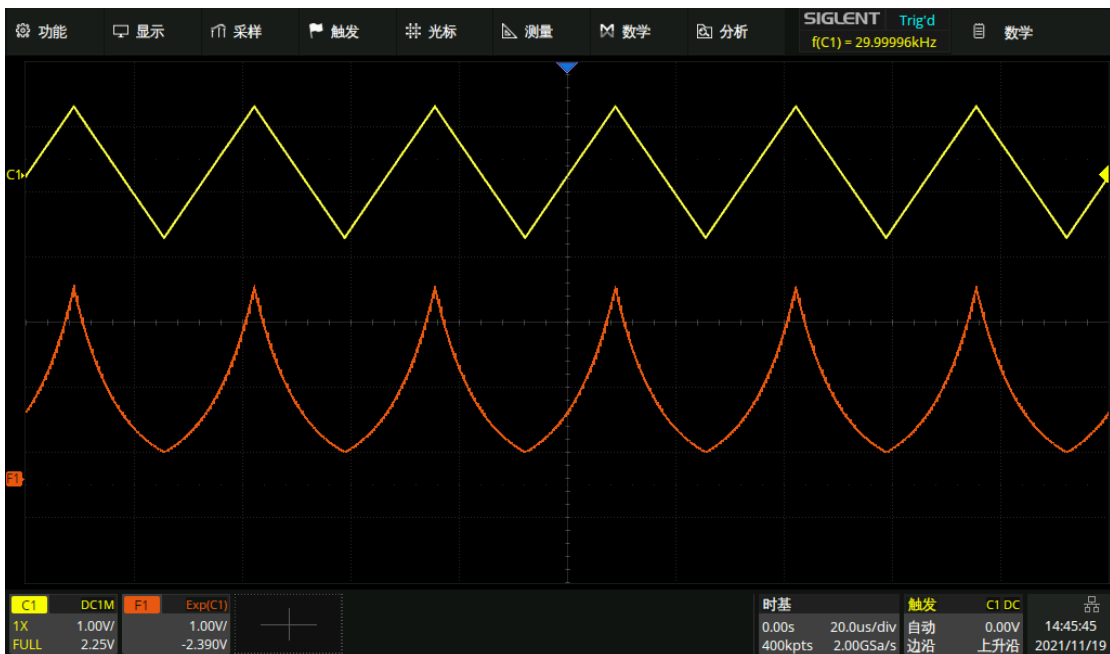 功能 显示 采样 触发 光标 测量 数学 分析 SIGLENT Trig'd 数学
f(C1) = 29.99996kHz
C1
F1
C1 DC1M F1 Exp(C1) 时基 触发 C1 DC
1X 1.00V/ 1.00V/ 0.00s 20.0us/div 自动 0.00V 14:45:45
FULL 2.25V -2.390V 400kpts 2.00GSa/s 边沿 上升沿 2021/11/19